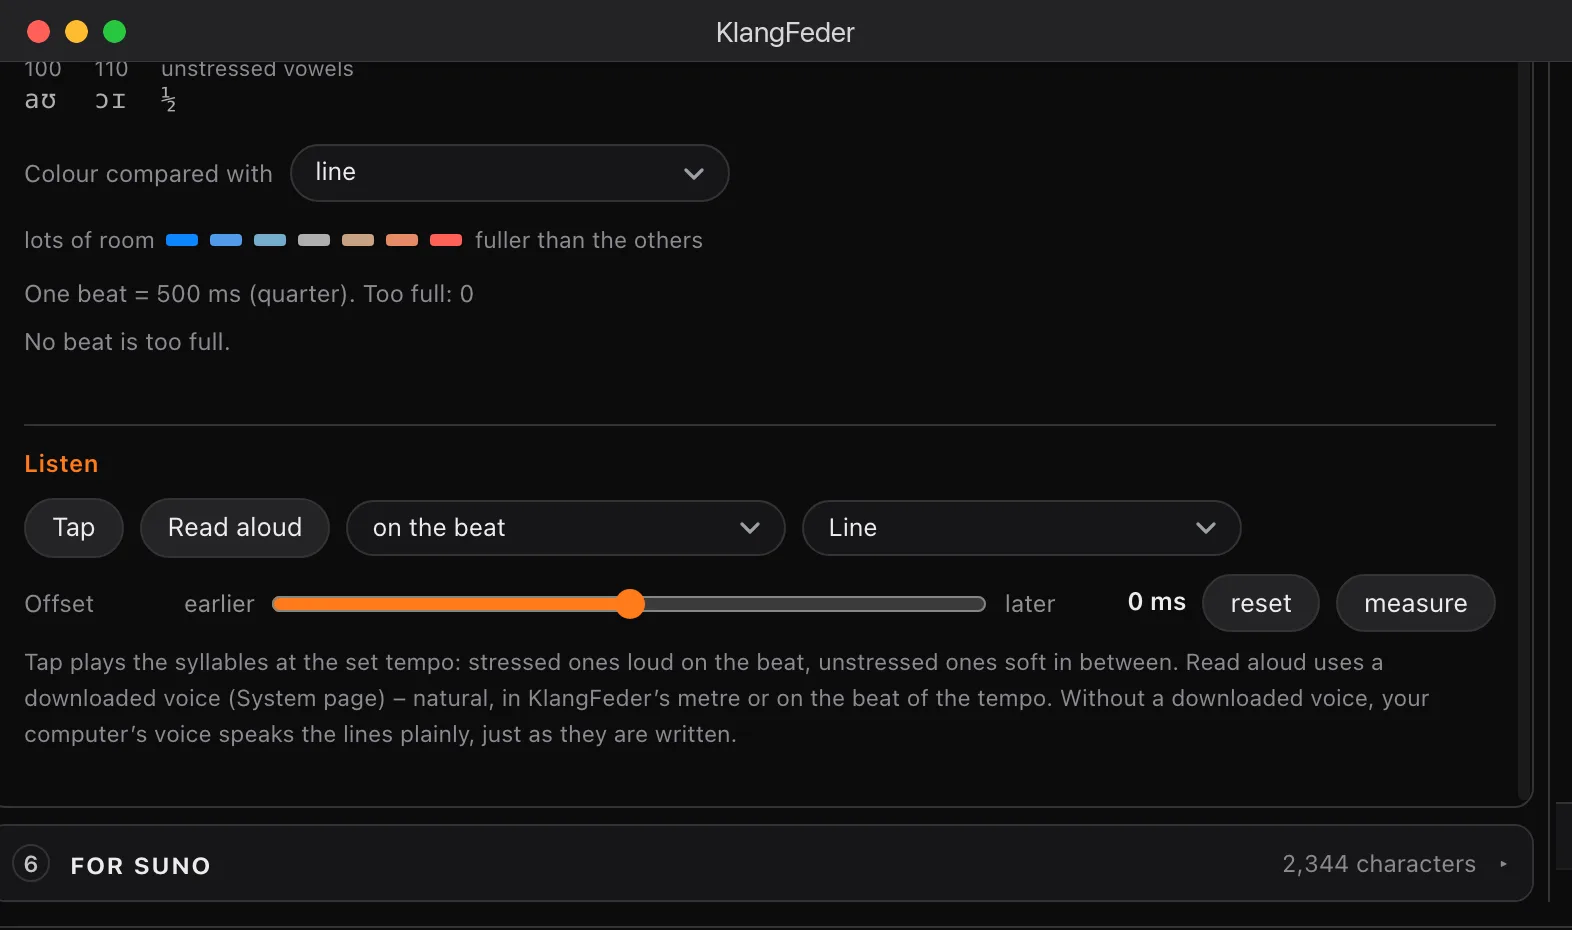 KlangFeder
100 110 unstressed vowels
aʊ ɔɪ ½
Colour compared with line
lots of room fuller than the others
One beat = 500 ms (quarter). Too full: 0
No beat is too full.
Listen
Tap Read aloud on the beat Line
Offset earlier later 0 ms reset measure
Tap plays the syllables at the set tempo: stressed ones loud on the beat, unstressed ones soft in between. Read aloud uses a
downloaded voice (System page) – natural, in KlangFeder’s metre or on the beat of the tempo. Without a downloaded voice, your
computer’s voice speaks the lines plainly, just as they are written.
6 FOR SUNO 2,344 characters ▸